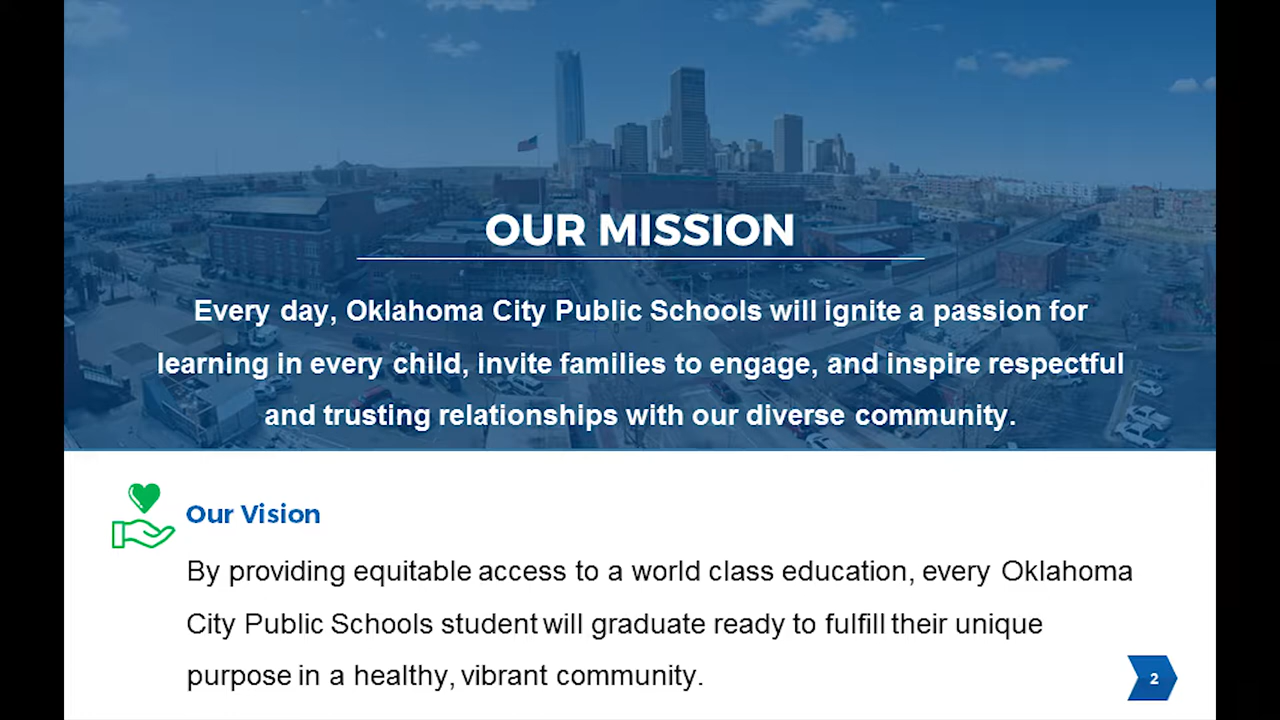 OUR MISSION
Every day, Oklahoma City Public Schools will ignite a passion for
learning in every child, invite families to engage, and inspire respectful
and trusting relationships with our diverse community.
Our Vision
By providing equitable access to a world class education, every Oklahoma
City Public Schools student will graduate ready to fulfill their unique
purpose in a healthy, vibrant community.
2